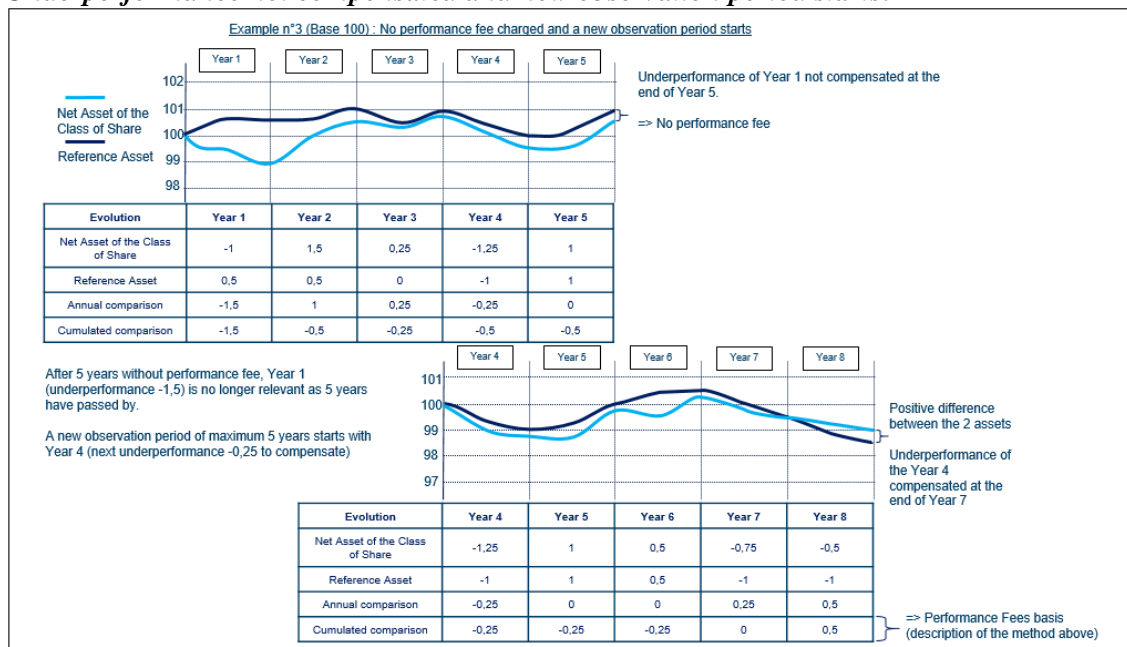 Example n°3 (Base 100) : No performance fee charged and a new observation period starts
Year 1 Year 2 Year 3 Year 4 Year 5
102
101
100
99
98
Net Asset of the
Class of Share
Reference Asset
Underperformance of Year 1 not compensated at the
end of Year 5.
=> No performance fee
Evolution Year 1 Year 2 Year 3 Year 4 Year 5
Net Asset of the Class
of Share -1 1,5 0,25 -1,25 1
Reference Asset 0,5 0,5 0 -1 1
Annual comparison -1,5 1 0,25 -0,25 0
Cumulated comparison -1,5 -0,5 -0,25 -0,5 -0,5
After 5 years without performance fee, Year 1
(underperformance -1,5) is no longer relevant as 5 years
have passed by.
A new observation period of maximum 5 years starts with
Year 4 (next underperformance -0,25 to compensate)
Year 4 Year 5 Year 6 Year 7 Year 8
101
100
99
98
97
Positive difference
between the 2 assets
Underperformance of
the Year 4
compensated at the
end of Year 7
Evolution Year 4 Year 5 Year 6 Year 7 Year 8
Net Asset of the Class
of Share -1,25 1 0,5 -0,75 -0,5
Reference Asset -1 1 0,5 -1 -1
Annual comparison -0,25 0 0 0,25 0,5
Cumulated comparison -0,25 -0,25 -0,25 0 0,5
=> Performance Fees basis
(description of the method above)